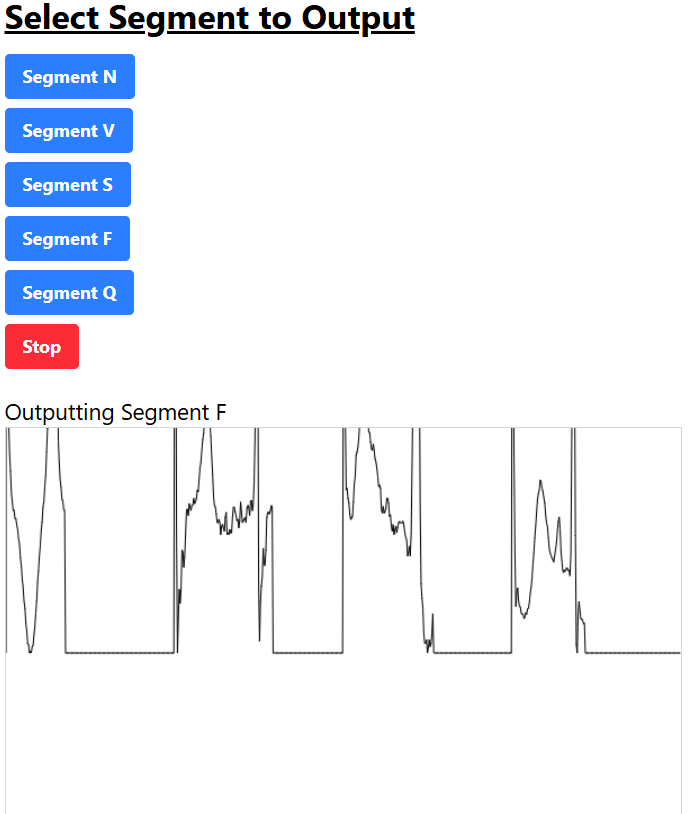 Select Segment to Output
Segment N
Segment V
Segment S
Segment F
Segment Q
Stop
Outputting Segment F